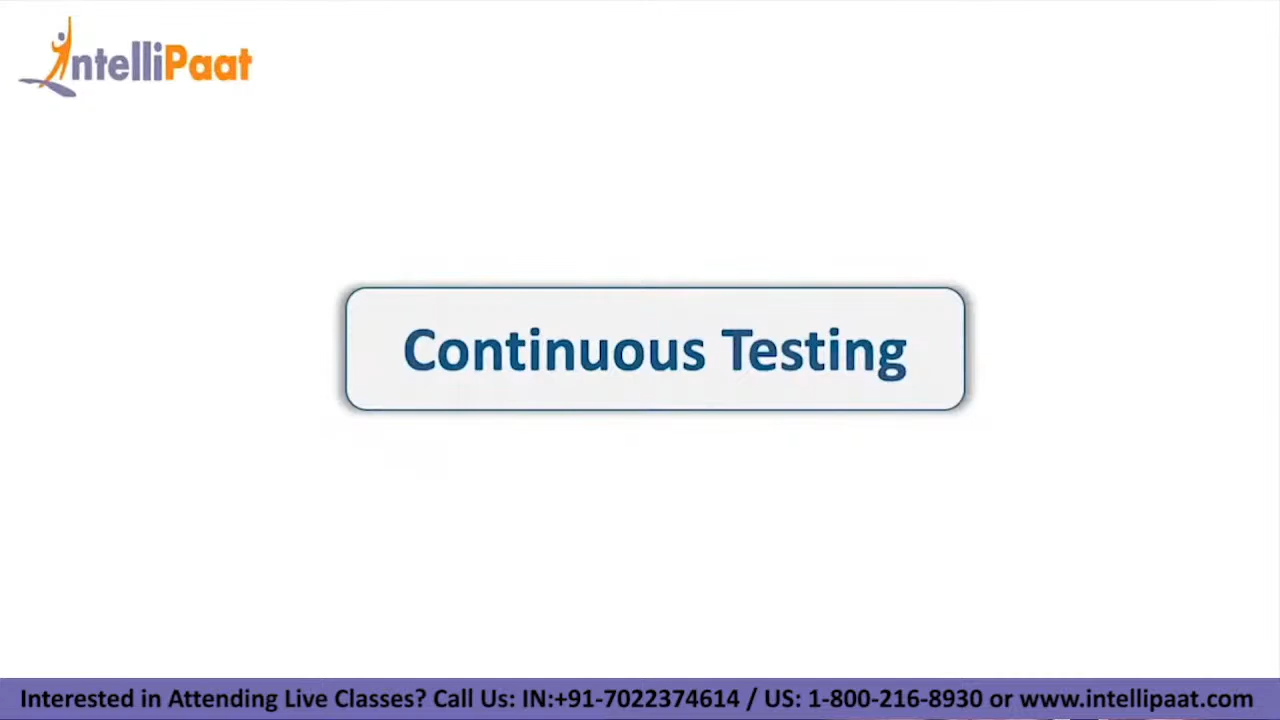 IntelliPaat
Continuous Testing
Interested in Attending Live Classes? Call Us: IN:+91-7022374614 / US: 1-800-216-8930 or www.intellipaat.com